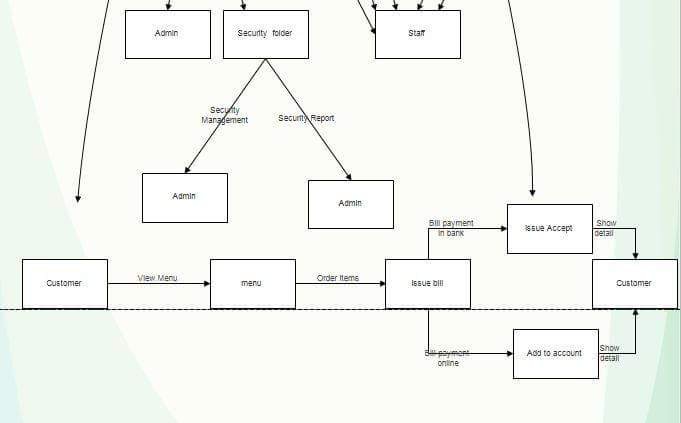 Admin
Security folder
Staff
Security
Management
Security Report
Admin
Admin
Bill payment
in bank
Issue Accept
Show
detail
Customer
View Menu
menu
Order Items
Issue bill
Customer
Bill payment
online
Add to account
Show
detail